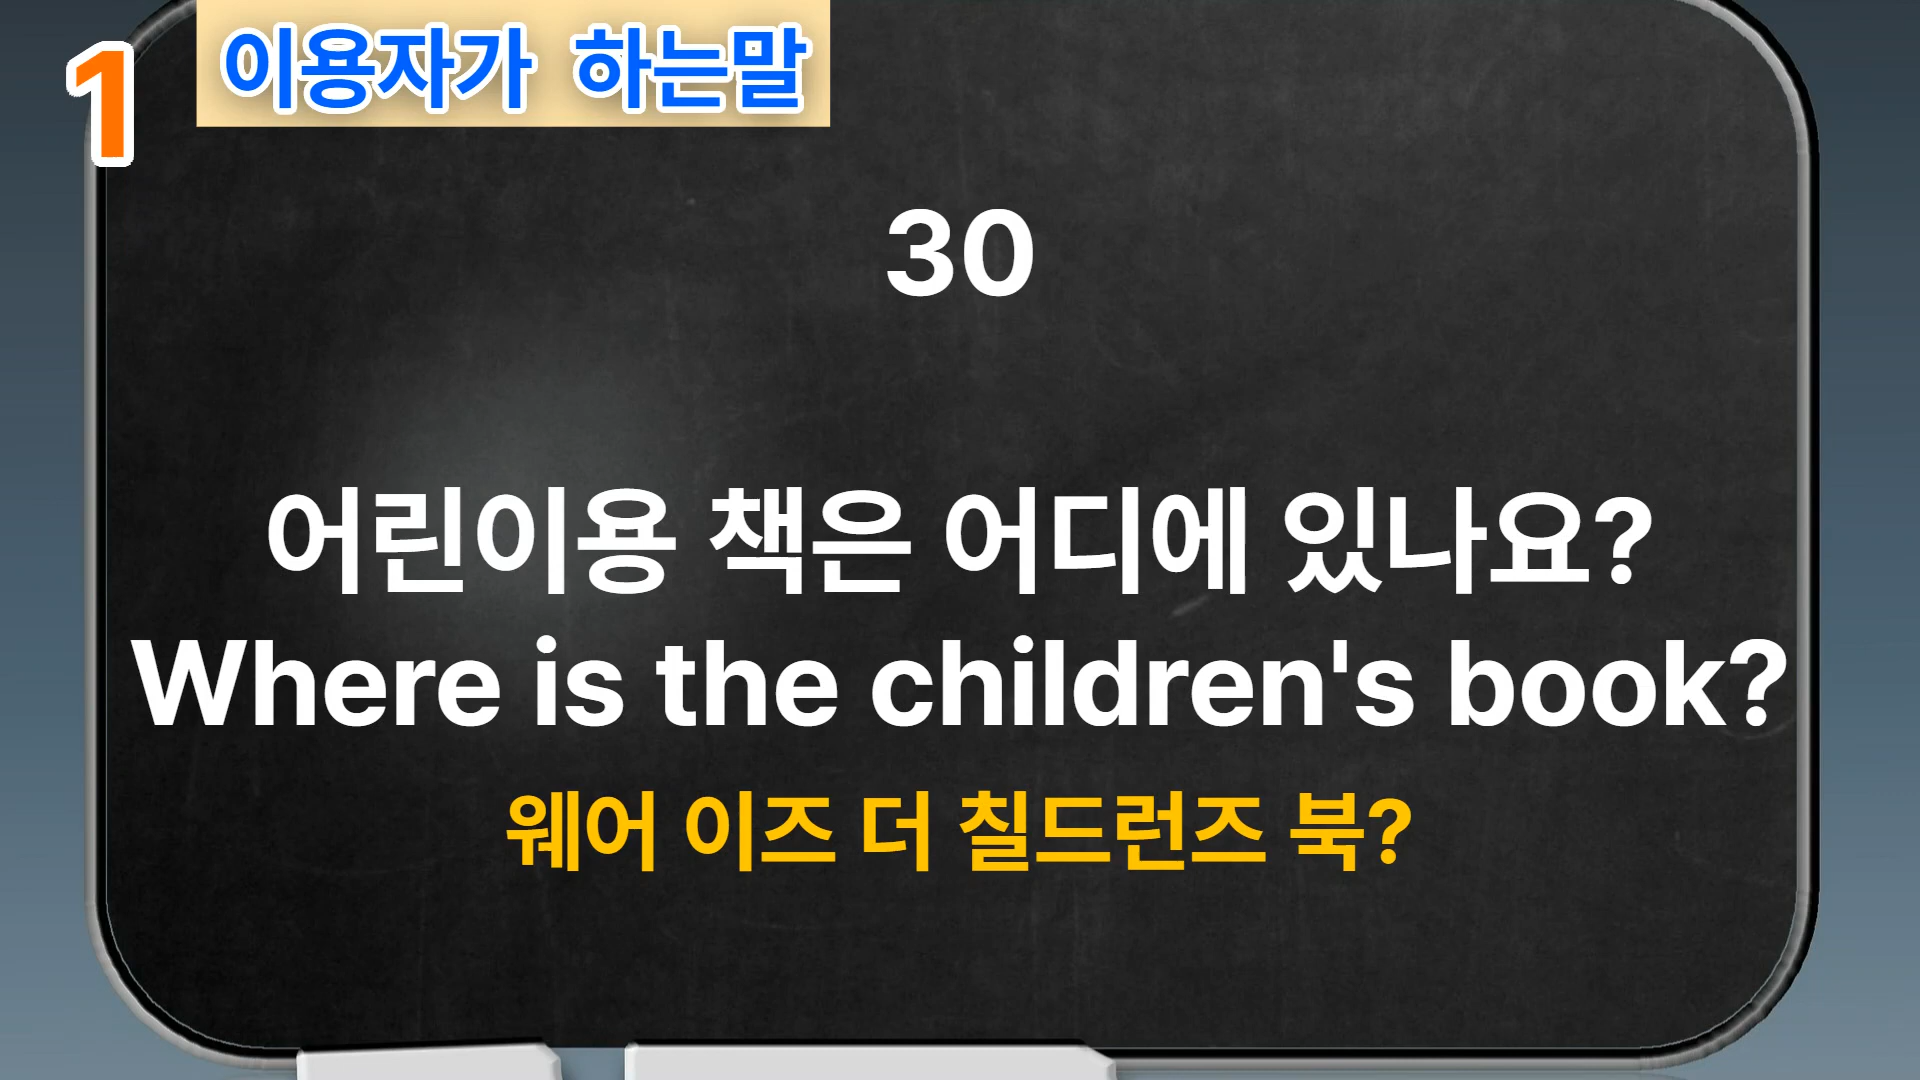 1
이용자가 하는말
30
어린이용 책은 어디에 있나요?
Where is the children's book?
웨어 이즈 더 칠드런즈 북?